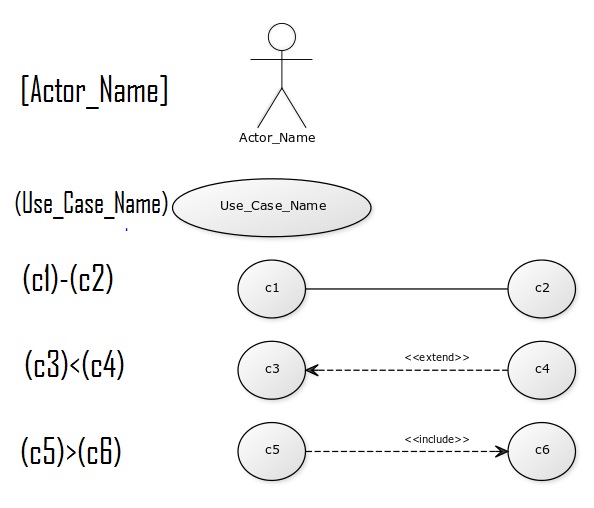 [Actor_Name]
Actor_Name
(Use_Case_Name)
Use_Case_Name
(c1)-(c2)
c1
c2
(c3)<(c4)
c3
<<extend>>
c4
(c5)>(c6)
c5
<<include>>
c6